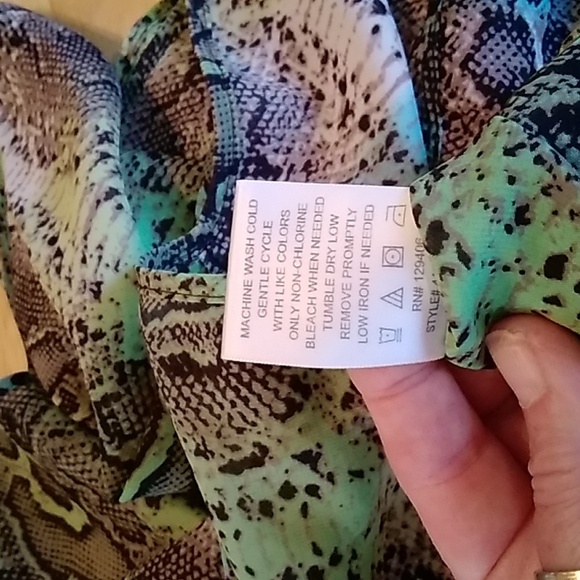 MACHINE WASH COLD
GENTLE CYCLE
WITH LIKE COLORS
ONLY NON-CHLORINE
BLEACH WHEN NEEDED
TUMBLE DRY LOW
REMOVE PROMPTLY
LOW IRON IF NEEDED
RN#
STYLE#